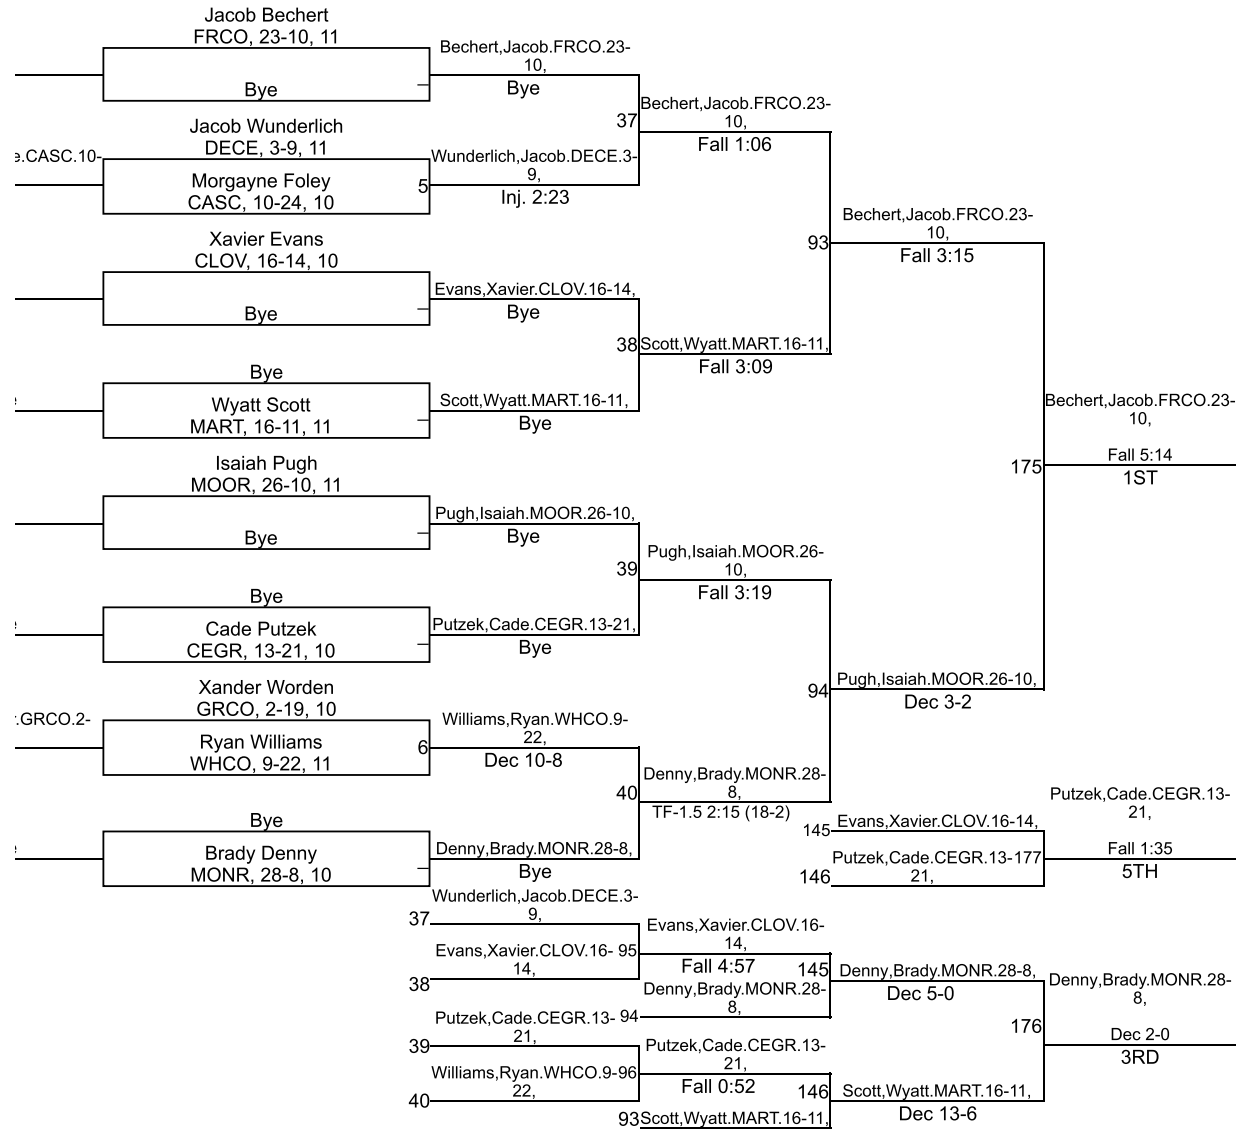 Jacob Bechert
FRCO, 23-10, 11
Bye
Bechert,Jacob.FRCO.23-
10,
Bye
Jacob Wunderlich
DECE, 3-9, 11
e.CASC.10-
Morgayne Foley
CASC, 10-24, 10
5
Wunderlich,Jacob.DECE.3-
9,
Inj. 2:23
37
Bechert,Jacob.FRCO.23-
10,
Fall 1:06
Xavier Evans
CLOV, 16-14, 10
Bye
Evans,Xavier.CLOV.16-14,
Bye
Bye
Wyatt Scott
MART, 16-11, 11
Scott,Wyatt.MART.16-11,
Bye
38
Scott,Wyatt.MART.16-11,
Fall 3:09
93
Bechert,Jacob.FRCO.23-
10,
Fall 3:15
Isaiah Pugh
MOOR, 26-10, 11
Bye
Pugh,Isaiah.MOOR.26-10,
Bye
Bye
Cade Putzek
CEGR, 13-21, 10
Putzek,Cade.CEGR.13-21,
Bye
39
Pugh,Isaiah.MOOR.26-
10,
Fall 3:19
Xander Worden
GRCO, 2-19, 10
r.GRCO.2-
Ryan Williams
WHCO, 9-22, 11
6
Williams,Ryan.WHCO.9-
22,
Dec 10-8
Bye
Brady Denny
MONR, 28-8, 10
Denny,Brady.MONR.28-8,
Bye
40
Denny,Brady.MONR.28-
8,
TF-1.5 2:15 (18-2)
94
Pugh,Isaiah.MOOR.26-10,
Dec 3-2
175
Bechert,Jacob.FRCO.23-
10,
Fall 5:14
1ST
145
Evans,Xavier.CLOV.16-14,
146
Putzek,Cade.CEGR.13-
21,
177
Putzek,Cade.CEGR.13-
21,
Fall 1:35
5TH
37
Wunderlich,Jacob.DECE.3-
9,
38
Evans,Xavier.CLOV.16-
14,
95
Evans,Xavier.CLOV.16-
14,
Fall 4:57
94
Denny,Brady.MONR.28-
8,
145
Denny,Brady.MONR.28-8,
Dec 5-0
39
Putzek,Cade.CEGR.13-
21,
40
Williams,Ryan.WHCO.9-
22,
96
Putzek,Cade.CEGR.13-
21,
Fall 0:52
93
Scott,Wyatt.MART.16-11,
146
Scott,Wyatt.MART.16-11,
Dec 13-6
176
Denny,Brady.MONR.28-
8,
Dec 2-0
3RD